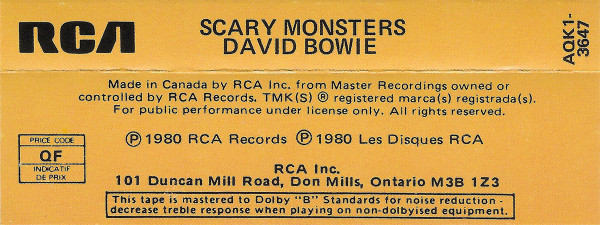 RCA
SCARY MONSTERS
DAVID BOWIE
AQK1-
3647
Made in Canada by RCA Inc. from Master Recordings owned or
controlled by RCA Records. TMK(S) ® registered marca(s) registrada(s).
For public performance under license only. All rights reserved.
PRICE CODE
QF
INDICATIF
DE PRIX
Ⓟ 1980 RCA Records Ⓟ 1980 Les Disques RCA
RCA Inc.
101 Duncan Mill Road, Don Mills, Ontario M3B 1Z3
This tape is mastered to Dolby "B" Standards for noise reduction -
decrease treble response when playing on non-dolbyised equipment.